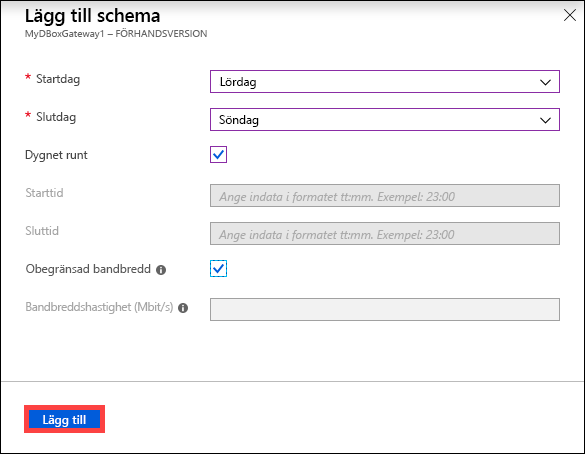 Lägg till schema
MyDBoxGateway1 – FÖRHANDSVERSION
* Startdag Lördag
* Slutdag Söndag
Dygnet runt
Starttid Ange indata i formatet tt:mm. Exempel: 23:00
Sluttid Ange indata i formatet tt:mm. Exempel: 23:00
Obegränsad bandbredd
Bandbreddshastighet (Mbit/s)
Lägg till